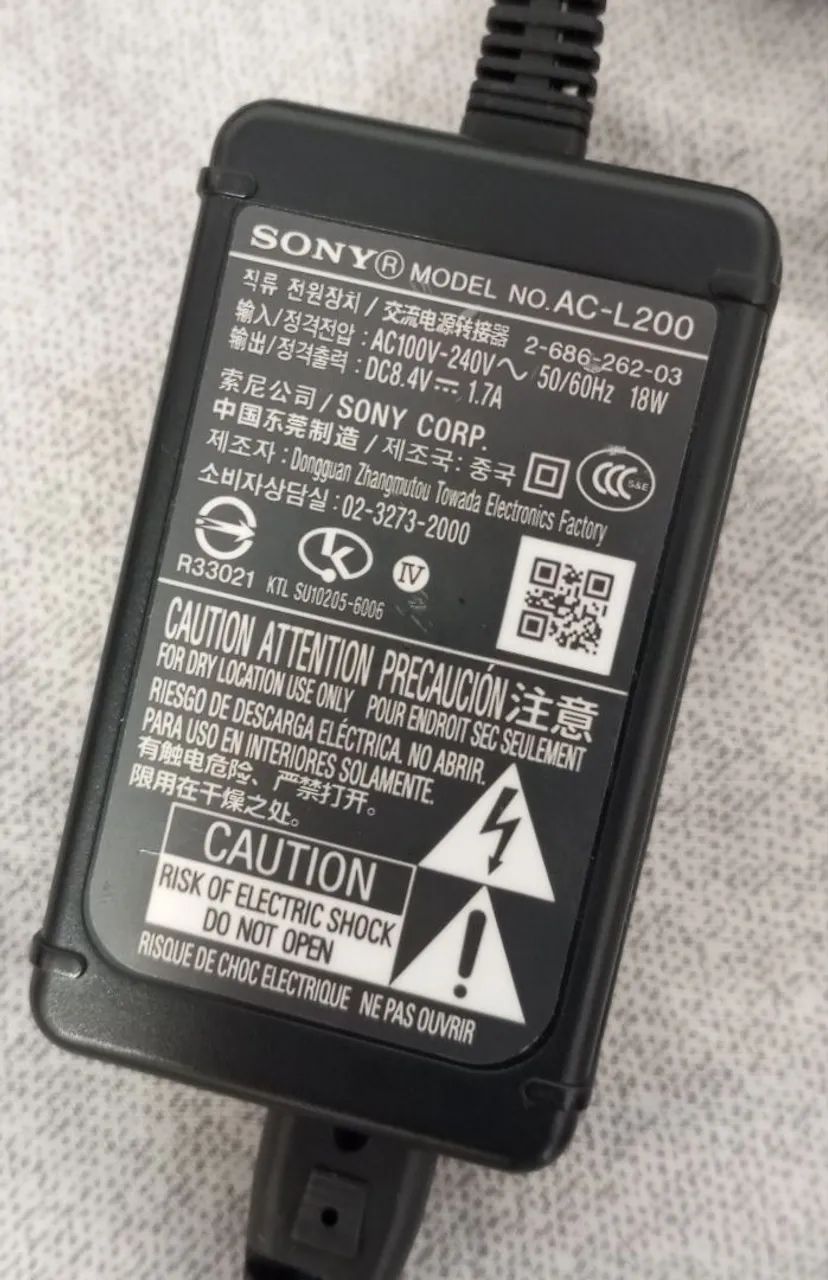 SONY® MODEL NO. AC-L200
직류 전원장치 / 交流电源转接器 2-686-262-03
输入/정격전압 : AC100V-240V～ 50/60Hz 18W
输出/정격출력 : DC8.4V⎓ 1.7A
索尼公司 / SONY CORP.
中国东莞制造 / 제조국: 중국
제조자 : Dongguan Zhangmutou Towada Electronics Factory
소비자상담실 : 02-3273-2000
CCC S&E
R33021 KTL SU10205-6006 IV
CAUTION ATTENTION PRECAUCIÓN 注意
FOR DRY LOCATION USE ONLY POUR ENDROIT SEC SEULEMENT
RIESGO DE DESCARGA ELÉCTRICA. NO ABRIR.
PARA USO EN INTERIORES SOLAMENTE.
有触电危险、严禁打开。
限用在干燥之处。
CAUTION
RISK OF ELECTRIC SHOCK
DO NOT OPEN
RISQUE DE CHOC ELECTRIQUE NE PAS OUVRIR